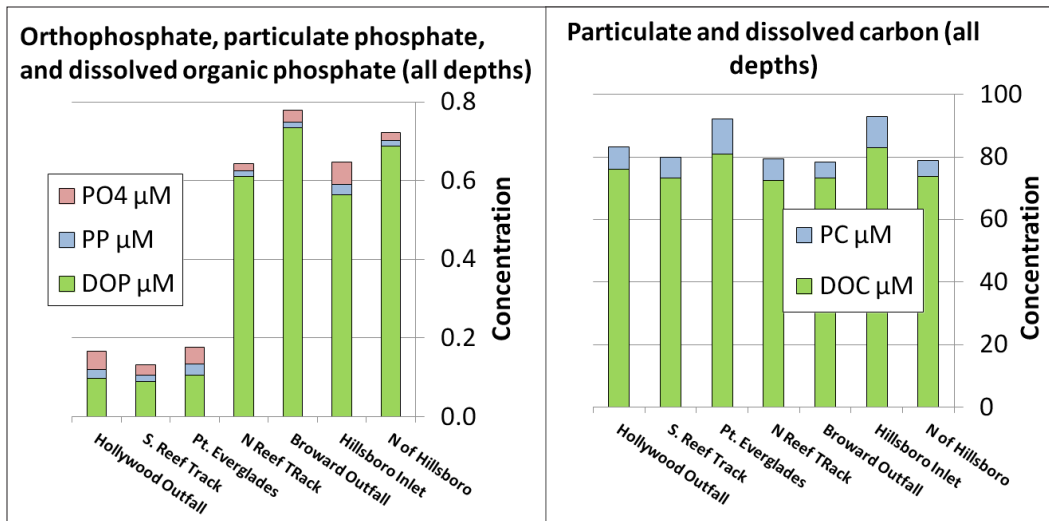 Orthophosphate, particulate phosphate,
and dissolved organic phosphate (all depths)
0.8
0.6
0.4
0.2
0.0
Concentration
PO4 µM
PP µM
DOP µM
Hollywood Outfall
S. Reef Track
Pt. Everglades
N Reef TRack
Broward Outfall
Hillsboro Inlet
N of Hillsboro
Particulate and dissolved carbon (all
depths)
100
80
60
40
20
0
Concentration
PC µM
DOC µM
Hollywood Outfall
S. Reef Track
Pt. Everglades
N Reef TRack
Broward Outfall
Hillsboro Inlet
N of Hillsboro